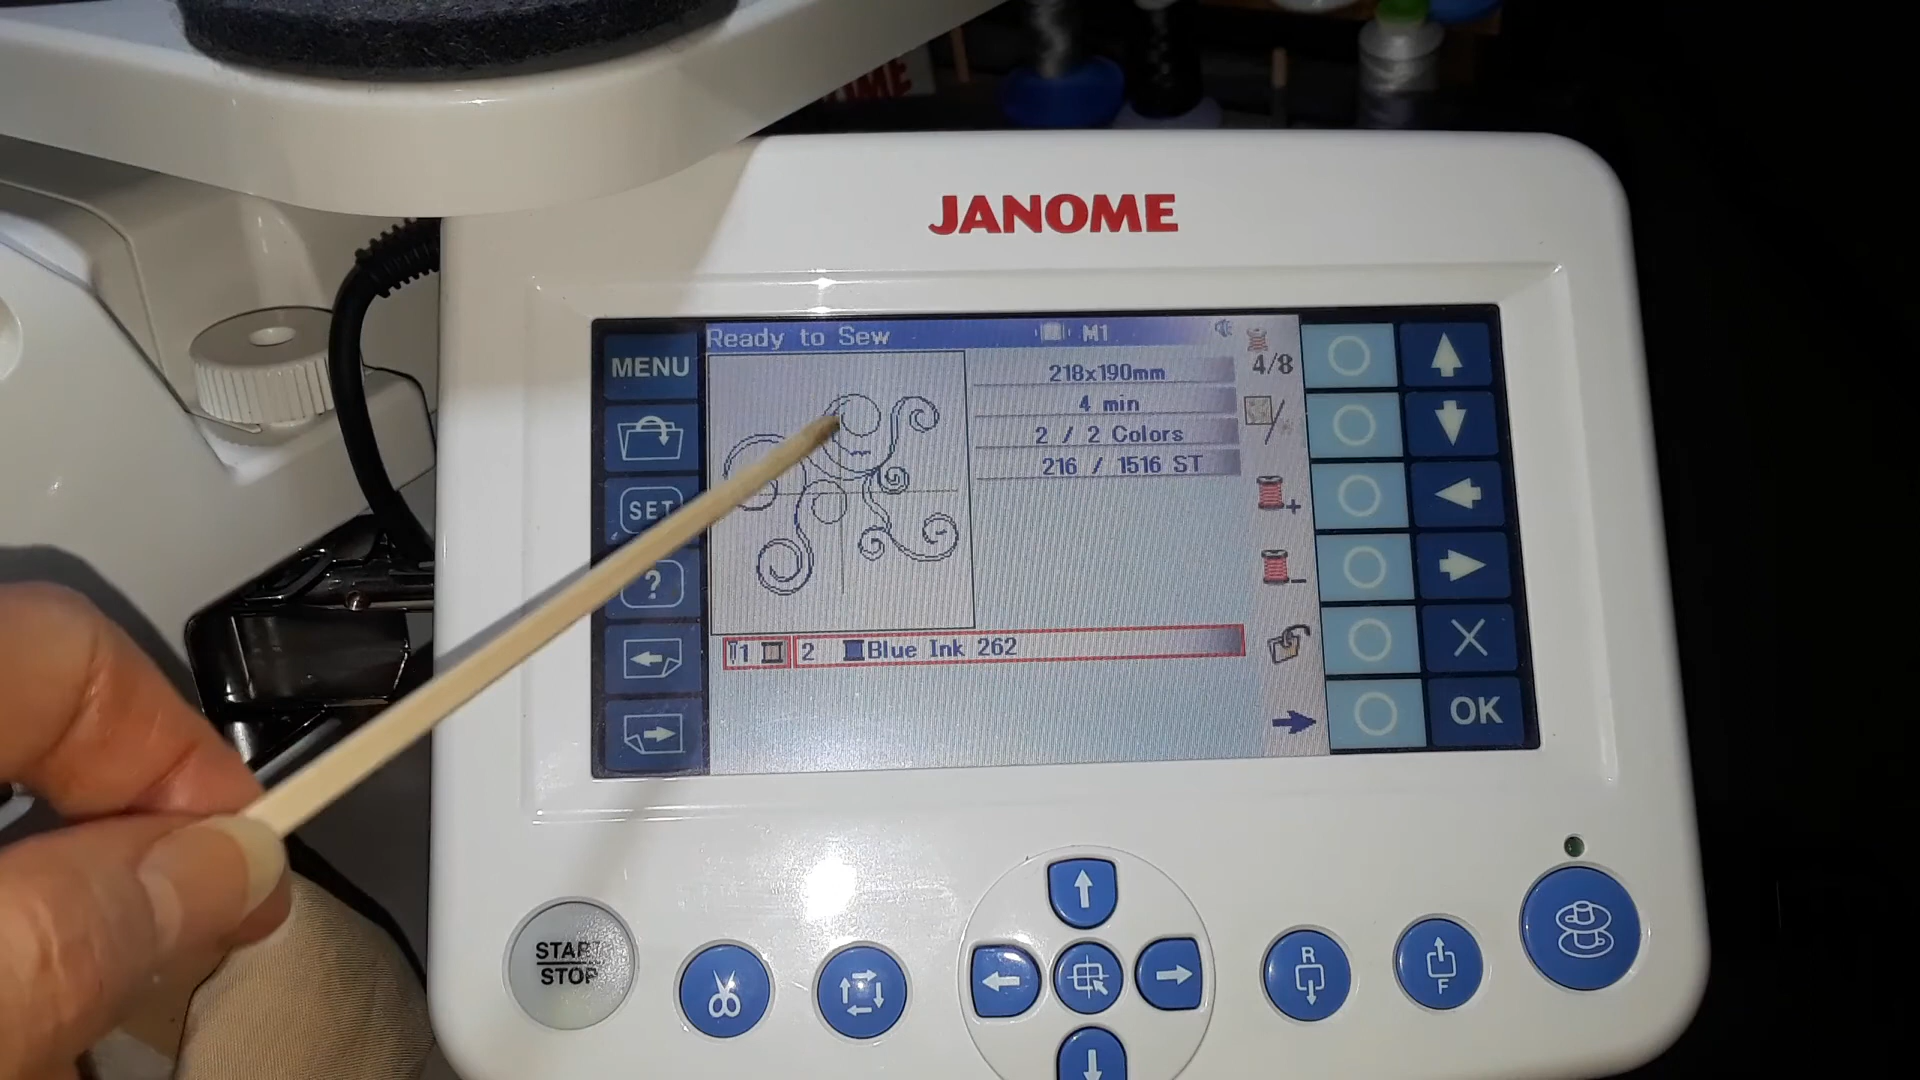 JANOME
MENU
Ready to Sew
M1
4/8
218x190mm
4 min
SET
2 / 2 Colors
216 / 1516 ST
?
1
2
Blue Ink 262
X
OK
START
STOP
R
F